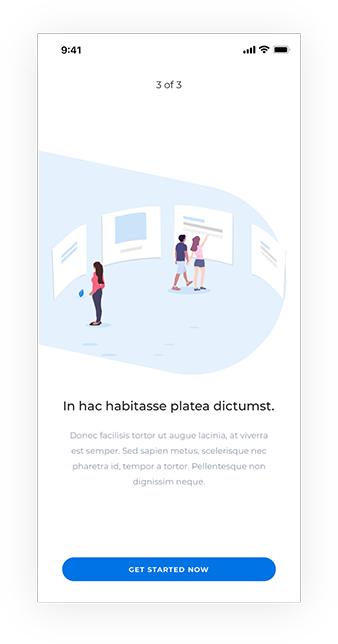 9:41
3 of 3
In hac habitasse platea dictumst.
Donec facilisis tortor ut augue lacinia, at viverra
est semper. Sed sapien metus, scelerisque nec
pharetra id, tempor a tortor. Pellentesque non
dignissim neque.
GET STARTED NOW